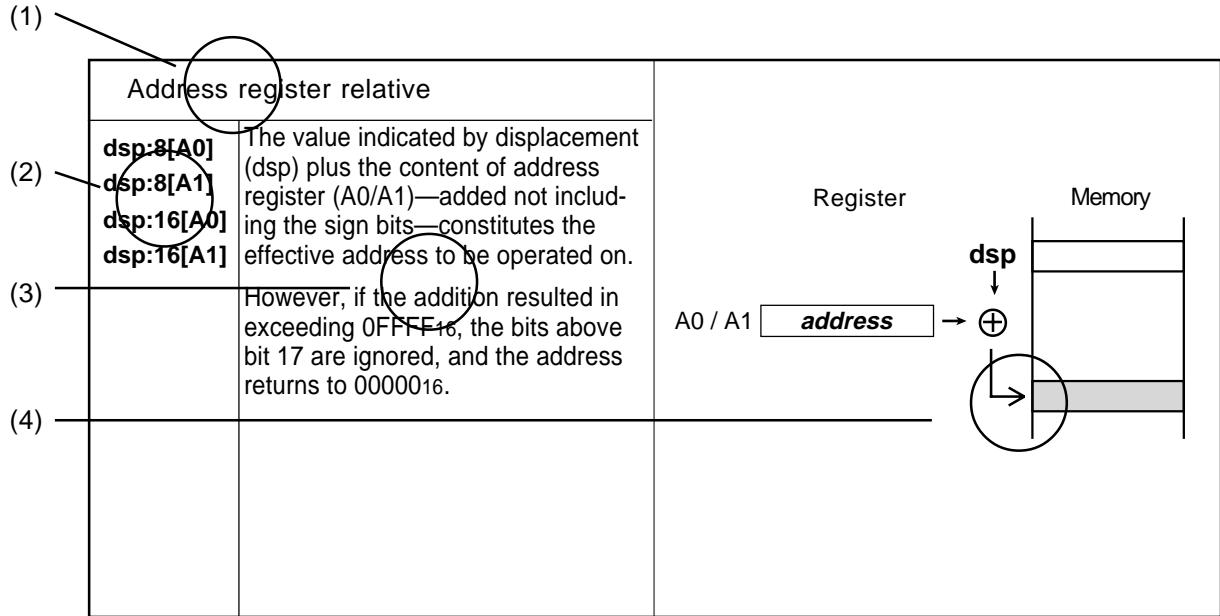 (1)
Address register relative
dsp:8[A0]
dsp:8[A1]
dsp:16[A0]
dsp:16[A1]
The value indicated by displacement
(dsp) plus the content of address
register (A0/A1)—added not includ-
ing the sign bits—constitutes the
effective address to be operated on.
However, if the addition resulted in
exceeding 0FFFF16, the bits above
bit 17 are ignored, and the address
returns to 0000016.
(2)
(3)
(4)
Register
Memory
dsp
A0 / A1
address